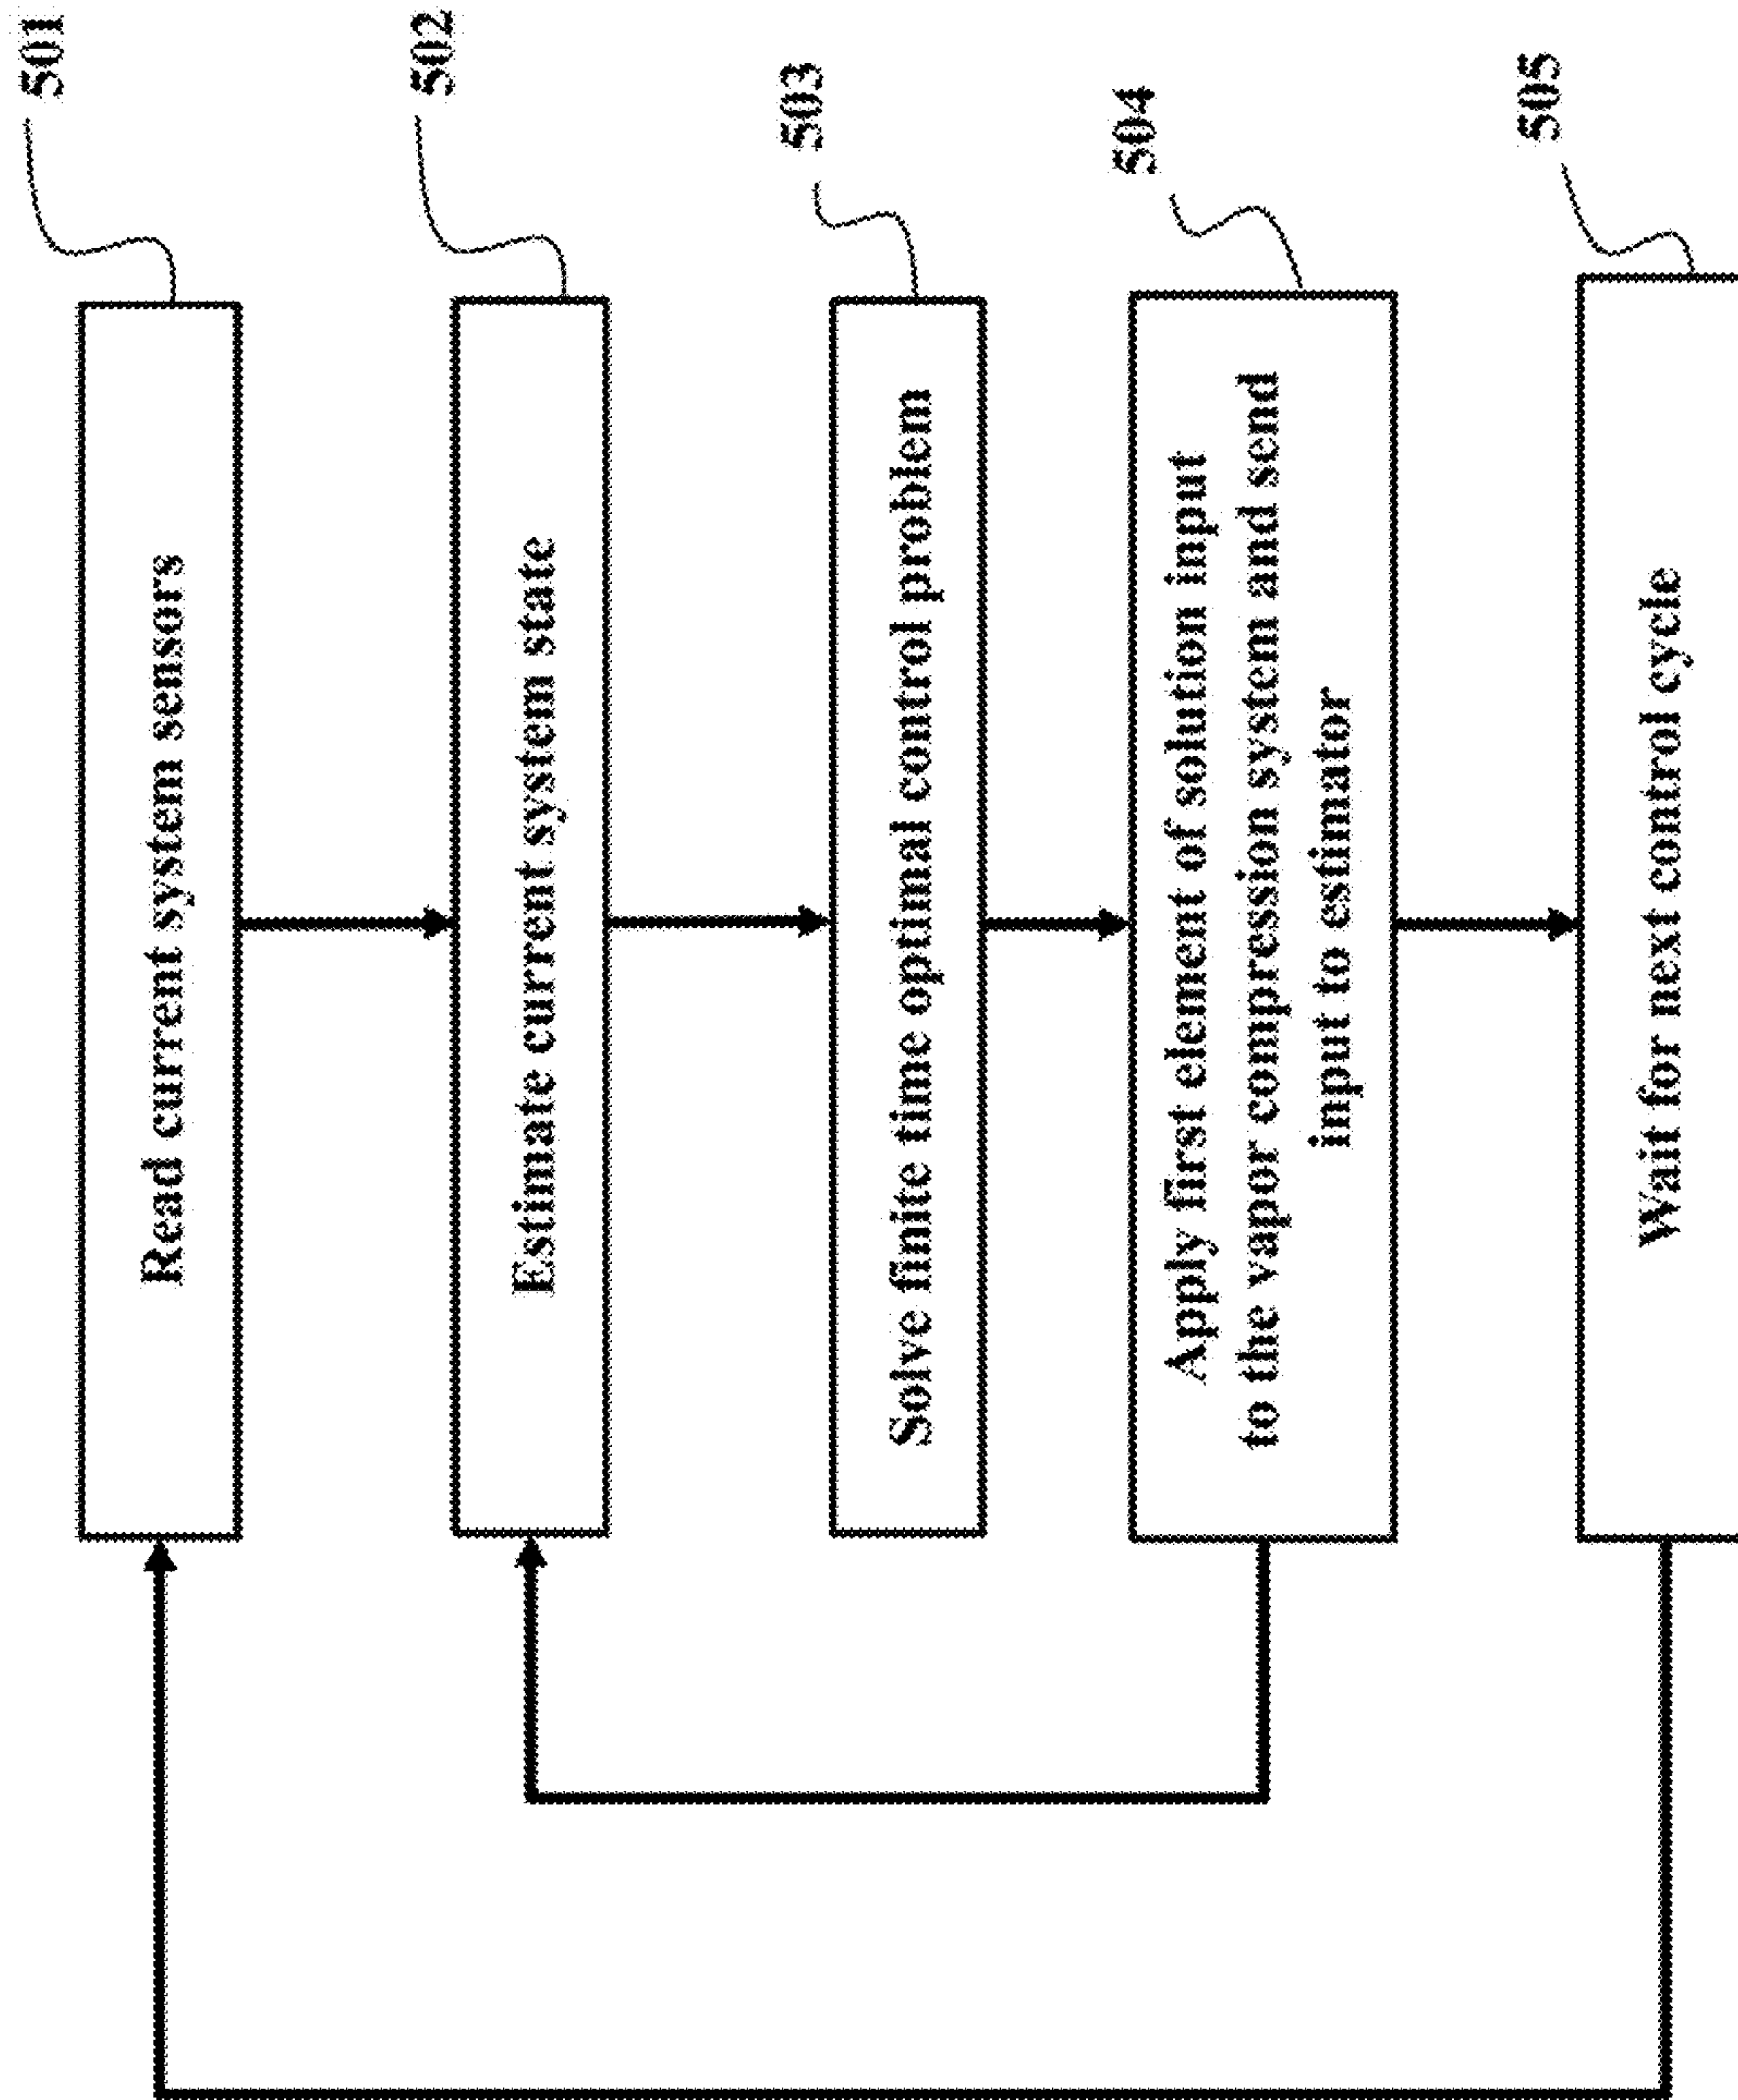 Read current system sensors
501
Estimate current system state
502
Solve finite time optimal control problem
503
Apply first element of solution input
to the vapor compression system and send
input to estimator
504
Wait for next control cycle
505